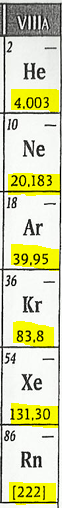 VIIIA
2 —
He
4,003
10 —
Ne
20,183
18 —
Ar
39,95
36 —
Kr
83,8
54 —
Xe
131,30
86 —
Rn
[222]